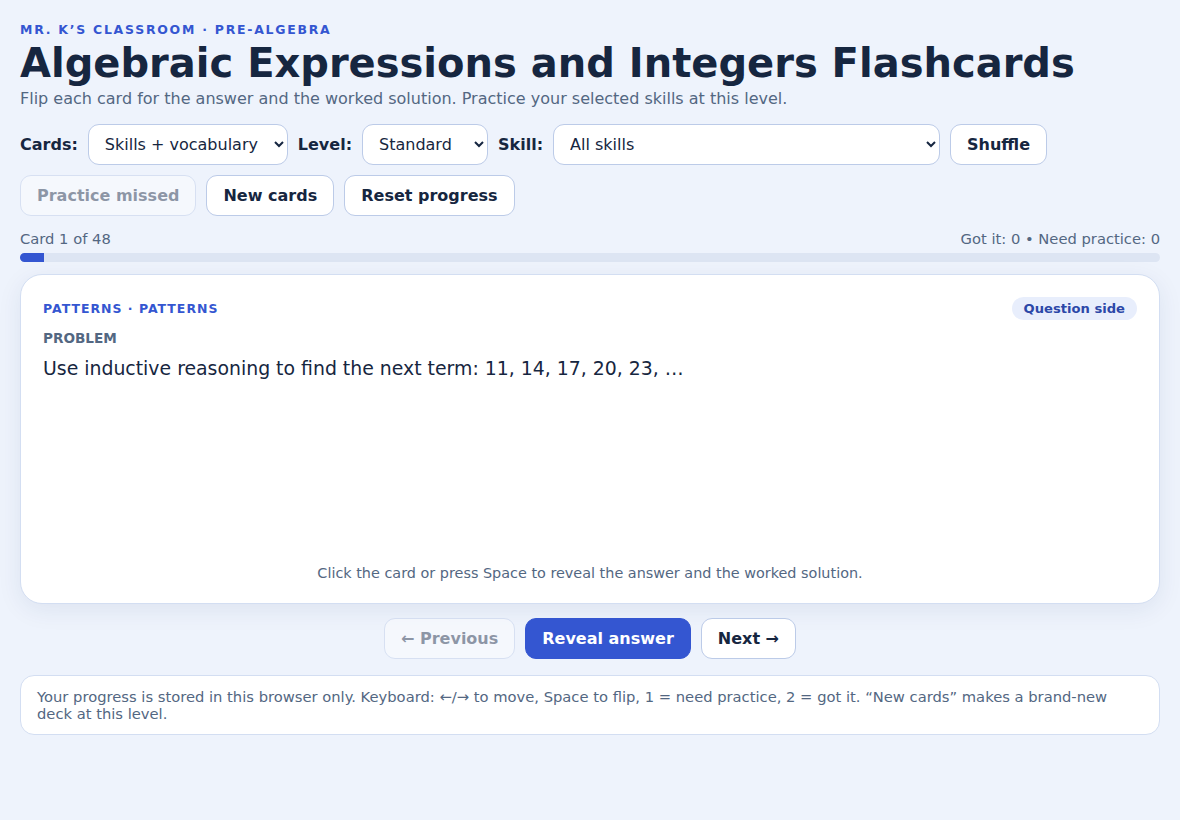 MR. K’S CLASSROOM · PRE-ALGEBRA
Algebraic Expressions and Integers Flashcards
Flip each card for the answer and the worked solution. Practice your selected skills at this level.
Cards: Skills + vocabulary Level: Standard Skill: All skills Shuffle
Practice missed New cards Reset progress
Card 1 of 48 Got it: 0 • Need practice: 0
PATTERNS · PATTERNS Question side
PROBLEM
Use inductive reasoning to find the next term: 11, 14, 17, 20, 23, …
Click the card or press Space to reveal the answer and the worked solution.
← Previous Reveal answer Next →
Your progress is stored in this browser only. Keyboard: ←/→ to move, Space to flip, 1 = need practice, 2 = got it. “New cards” makes a brand-new
deck at this level.